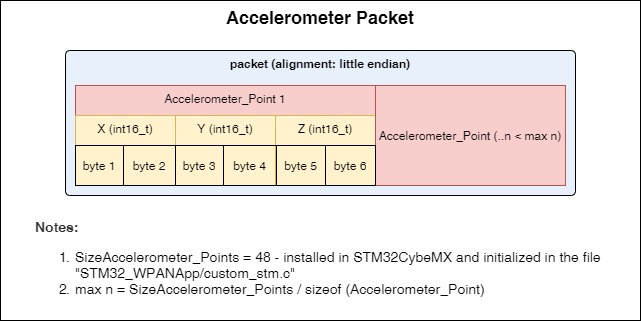 Accelerometer Packet
packet (alignment: little endian)
Accelerometer_Point 1
X (int16_t)
Y (int16_t)
Z (int16_t)
Accelerometer_Point (..n < max n)
byte 1
byte 2
byte 3
byte 4
byte 5
byte 6
Notes:
1. SizeAccelerometer_Points = 48 - installed in STM32CybeMX and initialized in the file
"STM32_WPANApp/custom_stm.c"
2. max n = SizeAccelerometer_Points / sizeof (Accelerometer_Point)